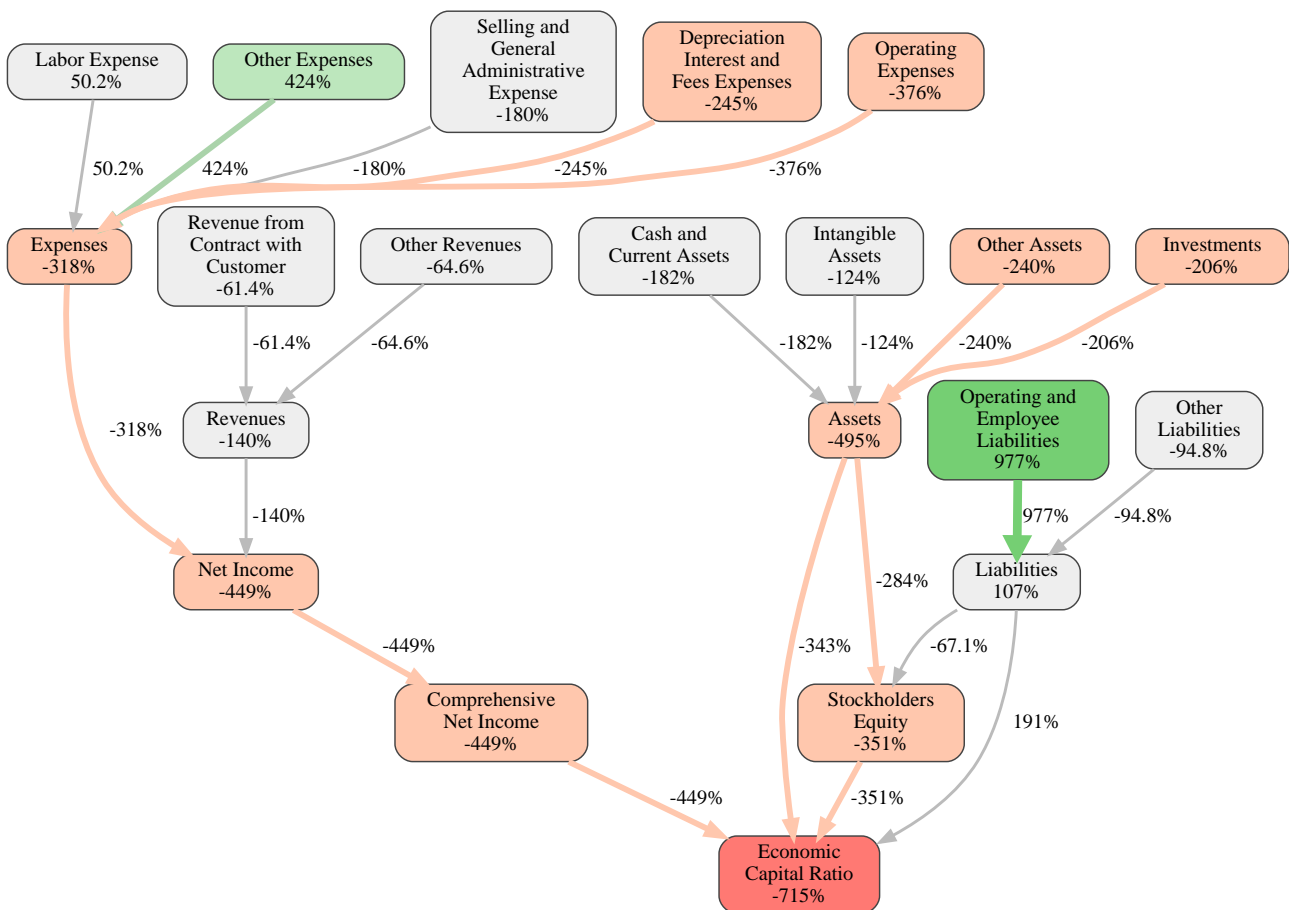 Labor Expense
50.2%
Other Expenses
424%
Selling and
General
Administrative
Expense
-180%
Depreciation
Interest and
Fees Expenses
-245%
Operating
Expenses
-376%
50.2%
424%
-180%
-245%
-376%
Expenses
-318%
Revenue from
Contract with
Customer
-61.4%
Other Revenues
-64.6%
Cash and
Current Assets
-182%
Intangible
Assets
-124%
Other Assets
-240%
Investments
-206%
-61.4%
-64.6%
-182%
-124%
-240%
-206%
-318%
Revenues
-140%
Assets
-495%
Operating and
Employee
Liabilities
977%
Other
Liabilities
-94.8%
-140%
977%
-94.8%
Net Income
-449%
-284%
Liabilities
107%
-449%
-343%
-67.1%
Comprehensive
Net Income
-449%
Stockholders
Equity
-351%
191%
-449%
-351%
Economic
Capital Ratio
-715%